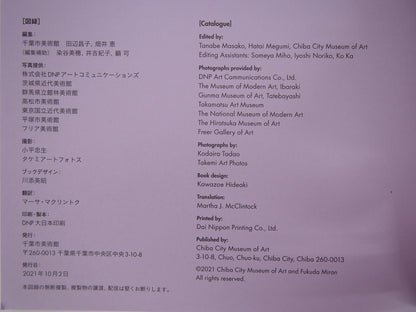 [図録]
編集:
千葉市美術館 田辺昌子、畑井 恵
(編集補助) 染谷美穂、井吉紀子、顧 可
写真提供:
株式会社DNPアートコミュニケーションズ
茨城県近代美術館
群馬県立館林美術館
高松市美術館
東京国立近代美術館
平塚市美術館
フリア美術館
撮影:
小平忠生
タケミアートフォトス
ブックデザイン:
川添英昭
翻訳:
マーサ・マクリントク
印刷・製本:
DNP 大日本印刷
発行:
千葉市美術館
〒260-0013 千葉県千葉市中央区中央3-10-8
発行日:
2021年10月2日
本図録の無断複製、複製物の譲渡、配信は堅くお断りします。
[Catalogue]
Edited by:
Tanabe Masako, Hatai Megumi, Chiba City Museum of Art
Editing Assistants: Someya Miho, Iyoshi Noriko, Ko Ka
Photographs provided by:
DNP Art Communications Co., Ltd.
The Museum of Modern Art, Ibaraki
Gunma Museum of Art, Tatebayashi
Takamatsu Art Museum
The National Museum of Modern Art
The Hiratsuka Museum of Art
Freer Gallery of Art
Photographs by:
Kodaira Tadao
Takemi Art Photos
Book design:
Kawazoe Hideaki
Translation:
Martha J. McClintock
Printed by:
Dai Nippon Printing Co., Ltd.
Published by:
Chiba City Museum of Art
3-10-8, Chuo, Chuo-ku, Chiba City, Chiba 260-0013
©2021 Chiba City Museum of Art and Fukuda Miran
All rights reserved.